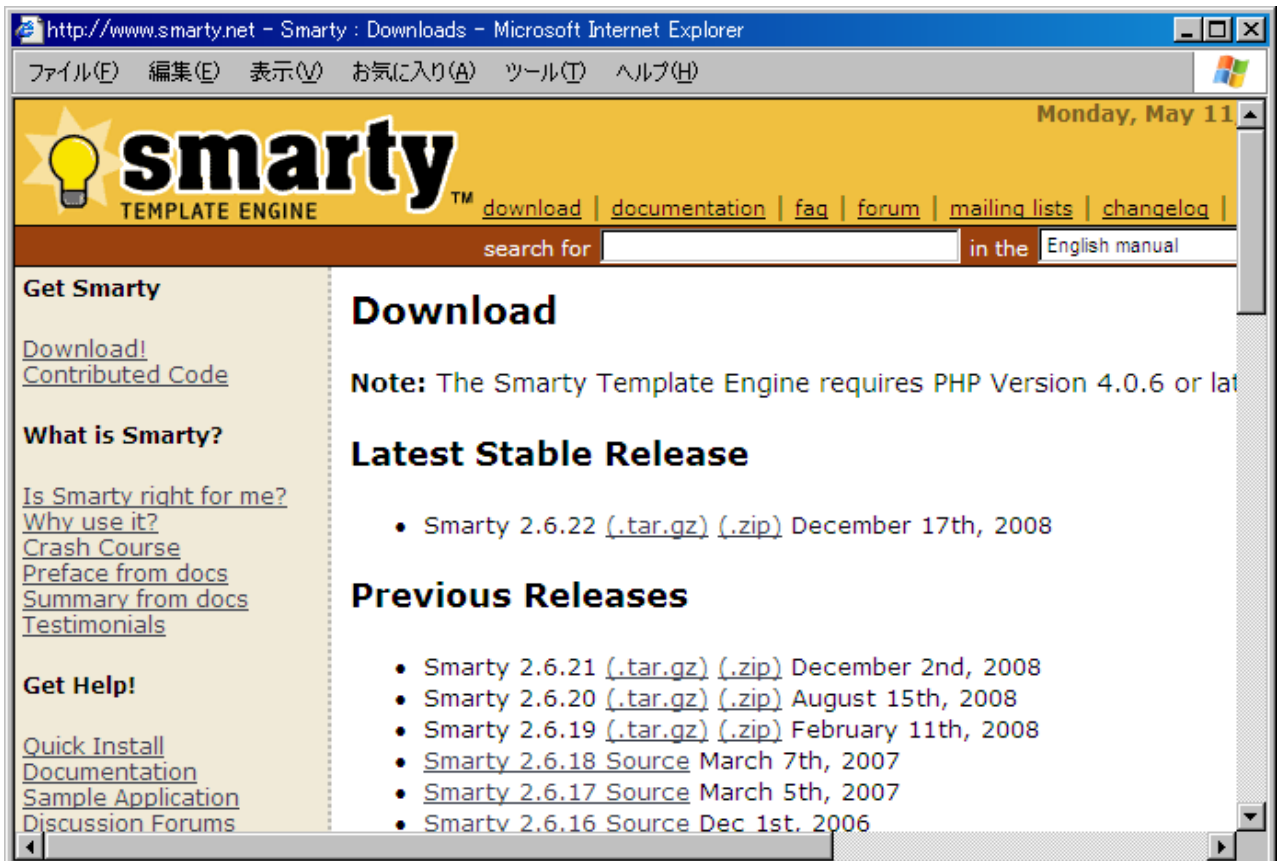 http://www.smarty.net - Smarty : Downloads - Microsoft Internet Explorer
ファイル(F) 編集(E) 表示(V) お気に入り(A) ツール(T) ヘルプ(H)
Monday, May 11
smarty TM
TEMPLATE ENGINE
download | documentation | faq | forum | mailing lists | changelog |
search for in the English manual
Get Smarty
Download!
Contributed Code
What is Smarty?
Is Smarty right for me?
Why use it?
Crash Course
Preface from docs
Summary from docs
Testimonials
Get Help!
Quick Install
Documentation
Sample Application
Discussion Forums
Download
Note: The Smarty Template Engine requires PHP Version 4.0.6 or
Latest Stable Release
• Smarty 2.6.22 (.tar.gz) (.zip) December 17th, 2008
Previous Releases
• Smarty 2.6.21 (.tar.gz) (.zip) December 2nd, 2008
• Smarty 2.6.20 (.tar.gz) (.zip) August 15th, 2008
• Smarty 2.6.19 (.tar.gz) (.zip) February 11th, 2008
• Smarty 2.6.18 Source March 7th, 2007
• Smarty 2.6.17 Source March 5th, 2007
• Smarty 2.6.16 Source Dec 1st, 2006